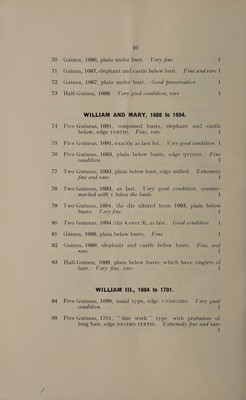 10
70 Guinea, 1686, plain under bust. Very fine 1
71 Guinea, 1687, elephant and castle below bust. Fine and rare 1
72 Guinea, 1687, plain under bust. Good preservation 1
73 Half-Guinea, 1688. Very good condition, rare 1
WILLIAM AND MARY, 1688 to 1694.
74 Five Guineas, 1691, conjoined busts, elephant and castle
below, edge TERTIO. Fine, rare 1
75 Five Guineas, 1691, exactly as last lot. Very good condition 1
76 Five Guineas, 1693, plain below busts, edge QVINTO. Fine
condition 1
77 Two Guineas, 1693, plain below bust, edge milled. Extremely
fine and rare 1
78 Two Guineas, 1693, as last. Very good condition, counter-
marked with below the busts 1
79 Two Guineas, 1694, the die altered from 1693, plain below
busts. Very fine 1
80 Two Guineas, 1694 (the 4 over 3), as last. Good condition 1
81 Guinea, 1689, plain below busts. Fine 1
82 Guinea, 1689, elephant and castle below busts. Fine and
rare 1
83 Half-Guinea, 1689, plain below busts, which have ringlets of
hair. Very fine, rare 1
WILLIAM III., 1694 to 1701.
84 Five Guineas, 1699, usual type, edge UNDECIMO. Very good
condition 1
85 Five Guineas, 1701, "fine work" type, with profusion of
long hair, edge DECIMO TERTIO. Extremely fine and rare
1